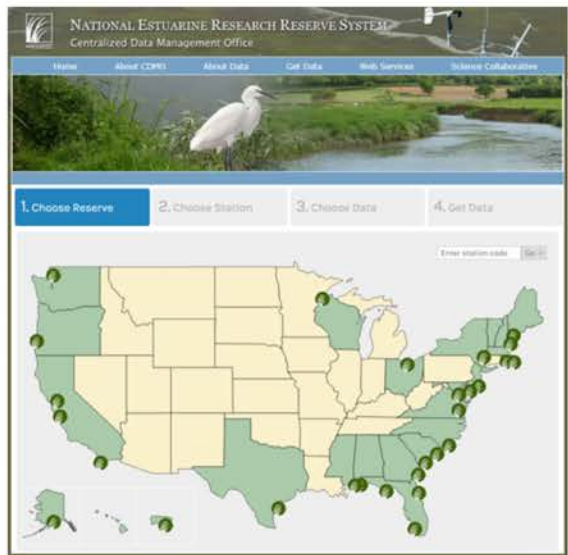 NATIONAL ESTUARINE RESEARCH RESERVE SYSTEM
Centralized Data Management Office
Home About CDMO About Data Get Data Web Services Science Collaborative
1. Choose Reserve 2. Choose Station 3. Choose Date 4. Get Data
Enter station code Go